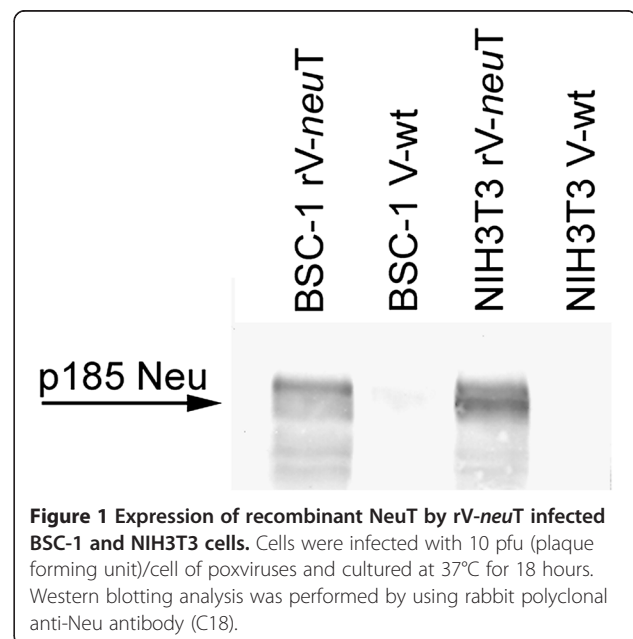 BSC-1 rV-neuT
BSC-1 V-wt
NIH3T3 rV-neuT
NIH3T3 V-wt
p185 Neu
Figure 1 Expression of recombinant NeuT by rV-neuT infected
BSC-1 and NIH3T3 cells. Cells were infected with 10 pfu (plaque
forming unit)/cell of poxviruses and cultured at 37°C for 18 hours.
Western blotting analysis was performed by using rabbit polyclonal
anti-Neu antibody (C18).